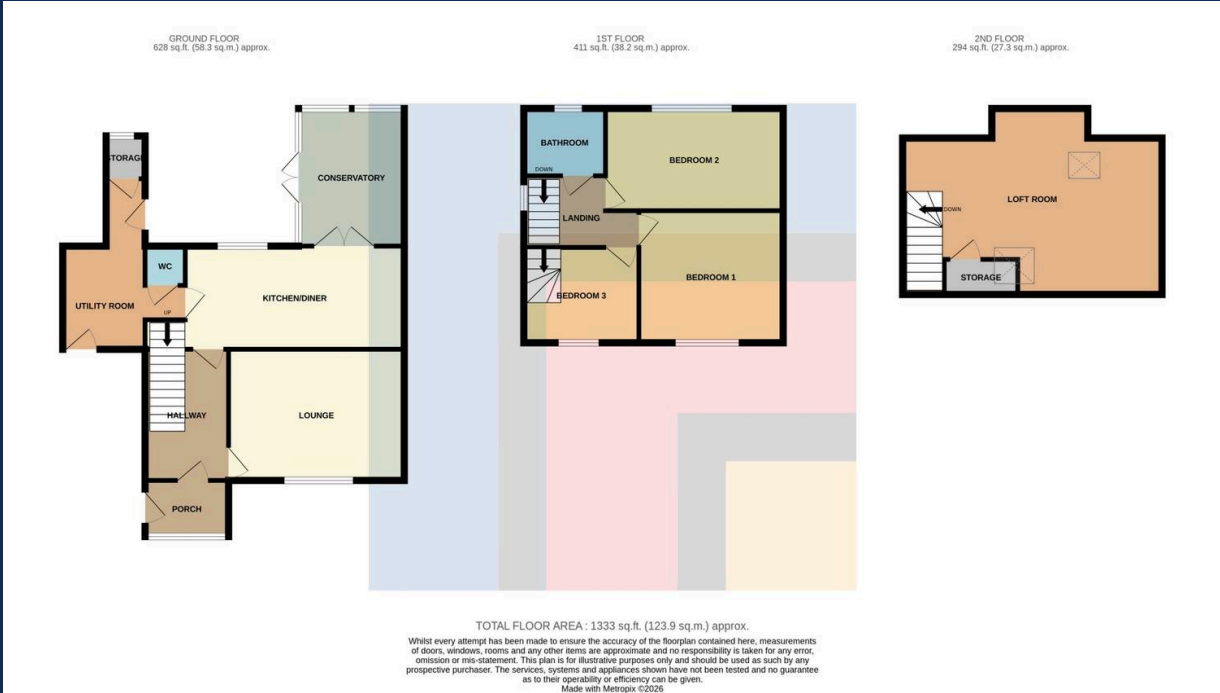 GROUND FLOOR
628 sq.ft. (58.3 sq.m.) approx.
1ST FLOOR
411 sq.ft. (38.2 sq.m.) approx.
2ND FLOOR
294 sq.ft. (27.3 sq.m.) approx.
STORAGE
CONSERVATORY
WC
UTILITY ROOM
KITCHEN/DINER
UP
HALLWAY
LOUNGE
PORCH
BATHROOM
DOWN
BEDROOM 2
LANDING
BEDROOM 1
BEDROOM 3
LOFT ROOM
DOWN
STORAGE
TOTAL FLOOR AREA : 1333 sq.ft. (123.9 sq.m.) approx.
Whilst every attempt has been made to ensure the accuracy of the floorplan contained here, measurements
of doors, windows, rooms and any other items are approximate and no responsibility is taken for any error,
omission or mis-statement. This plan is for illustrative purposes only and should be used as such by any
prospective purchaser. The services, systems and appliances shown have not been tested and no guarantee
as to their operability or efficiency can be given.
Made with Metropix ©2026